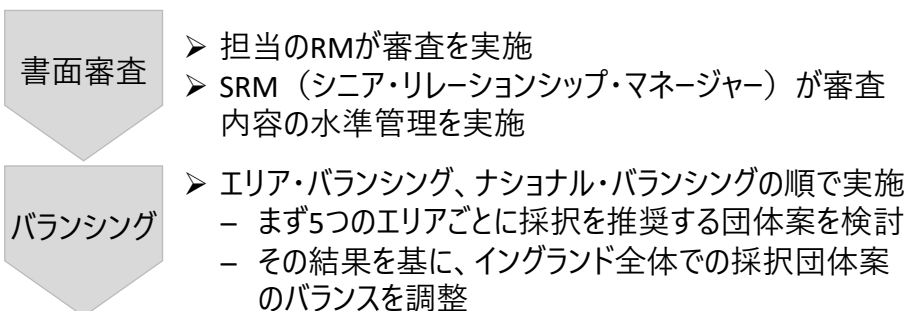 書面審査
➢ 担当のRMが審査を実施
➢ SRM（シニア・リレーションシップ・マネージャー）が審査
内容の水準管理を実施
バランシング
➢ エリア・バランシング、ナショナル・バランシングの順で実施
– まず5つのエリアごとに採択を推奨する団体案を検討
– その結果を基に、イングランド全体での採択団体案
のバランスを調整